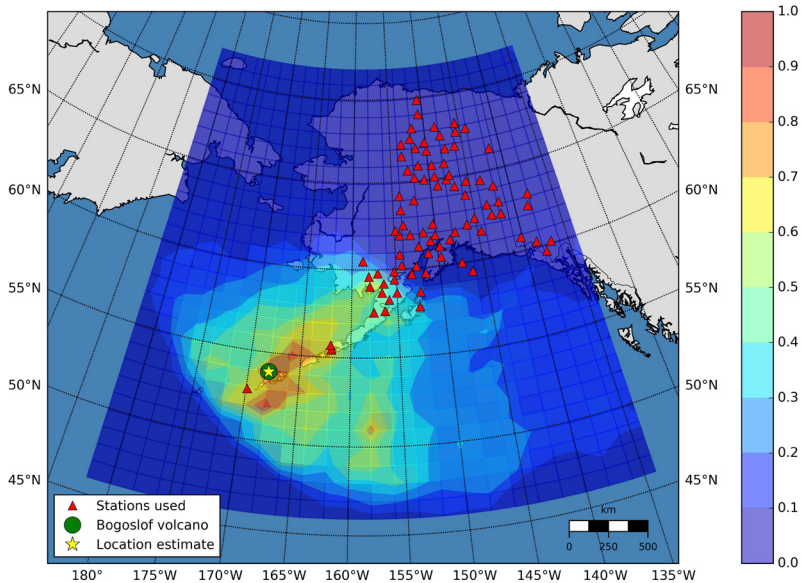 65°N
60°N
55°N
50°N
45°N
65°N
60°N
55°N
50°N
45°N
180°
175°W
170°W
165°W
160°W
155°W
150°W
145°W
140°W
135°W
Stations used
Bogoslof volcano
Location estimate
km
0 250 500
1.0
0.9
0.8
0.7
0.6
0.5
0.4
0.3
0.2
0.1
0.0